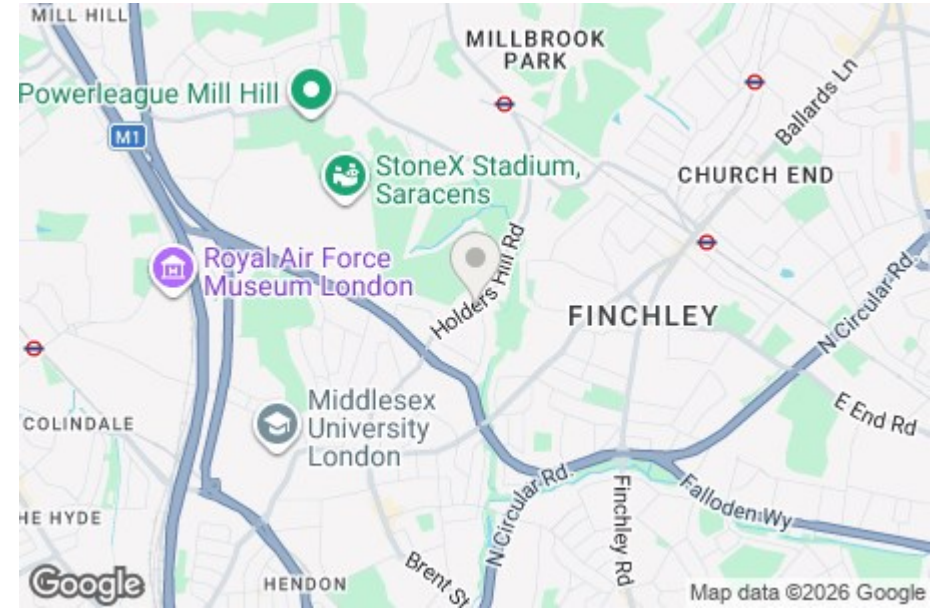 MILL HILL
MILLBROOK
PARK
Powerleague Mill Hill
Ballards Ln
M1
StoneX Stadium,
Saracens
CHURCH END
Royal Air Force
Museum London
Holders Hill Rd
FINCHLEY
N Circular Rd.
COLINDALE
Middlesex
University
London
E End Rd
N Circular Rd.
Finchley Rd
Falloden Wy
HE HYDE
Brent St
HENDON
Google
Map data ©2026 Google